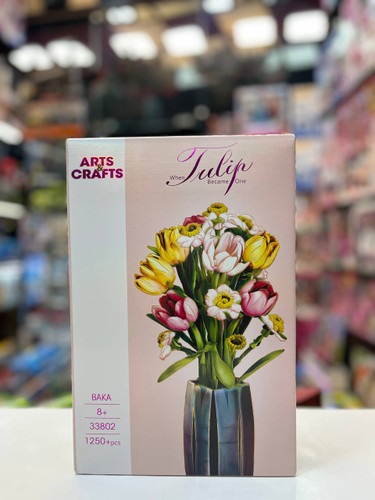 ARTS
&
CRAFTS
Tulip
When Became One
BAKA
8+
33802
1250+pcs